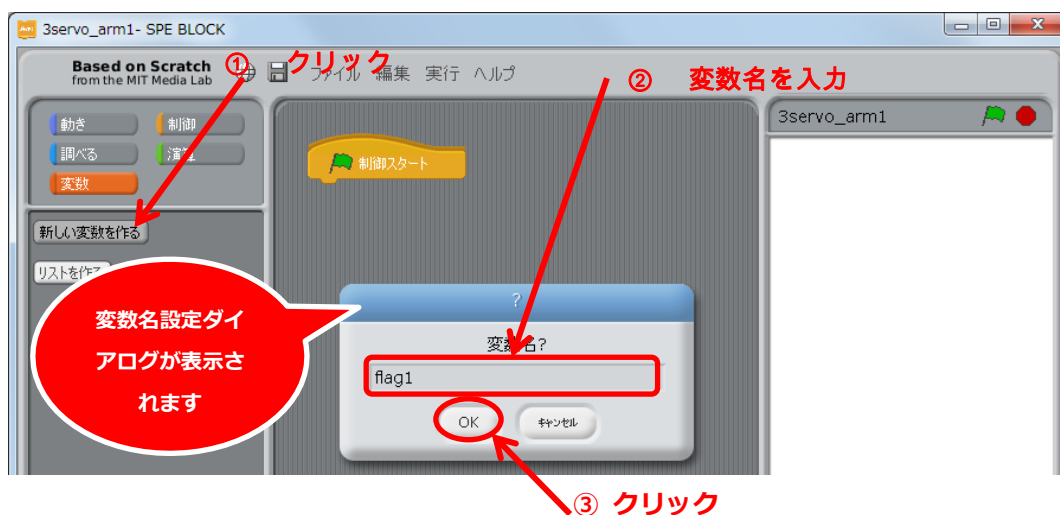 3servo_arm1- SPE BLOCK
Based on Scratch
from the MIT Media Lab
ファイル 編集 実行 ヘルプ
① クリック
② 変数名を入力
動き
制御
調べる
演算
変数
新しい変数を作る
リストを作る
制御スタート
3servo_arm1
変数名設定ダイ
アログが表示さ
れます
?
変数名?
flag1
OK
キャンセル
③ クリック